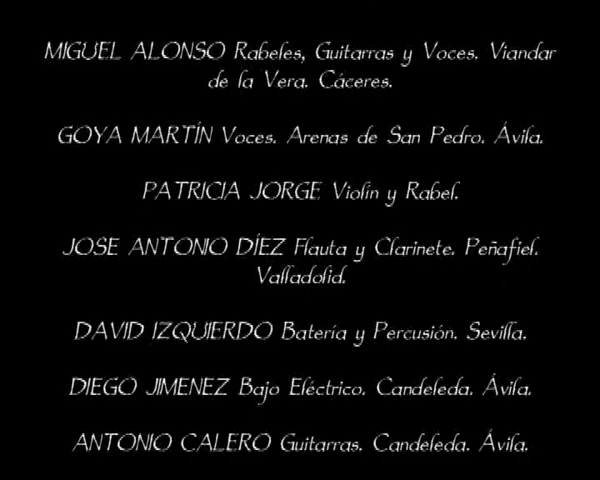 MIGUEL ALONSO Rabeles, Guitarras y Voces. Viandar
de la Vera. Cáceres.
GOYA MARTÍN Voces. Arenas de San Pedro. Ávila.
PATRICIA JORGE Violín y Rabel.
JOSE ANTONIO DÍEZ Flauta y Clarinete. Peñafiel.
Valladolid.
DAVID IZQUIERDO Batería y Percusión. Sevilla.
DIEGO JIMENEZ Bajo Eléctrico. Candeleda. Ávila.
ANTONIO CALERO Guitarras. Candeleda. Ávila.